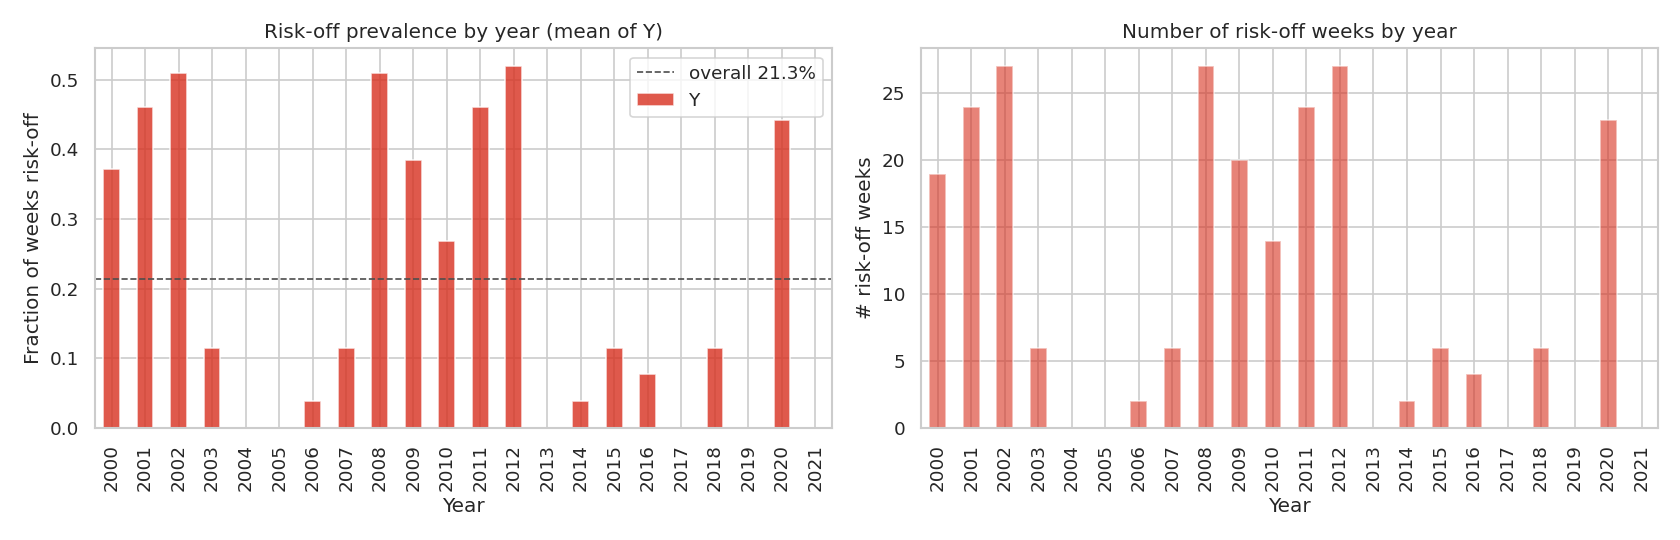 Risk-off prevalence by year (mean of Y)
Fraction of weeks risk-off
0.5
0.4
0.3
0.2
0.1
0.0
overall 21.3%
Y
2000 2001 2002 2003 2004 2005 2006 2007 2008 2009 2010 2011 2012 2013 2014 2015 2016 2017 2018 2019 2020 2021
Year
Number of risk-off weeks by year
# risk-off weeks
25
20
15
10
5
0
2000 2001 2002 2003 2004 2005 2006 2007 2008 2009 2010 2011 2012 2013 2014 2015 2016 2017 2018 2019 2020 2021
Year